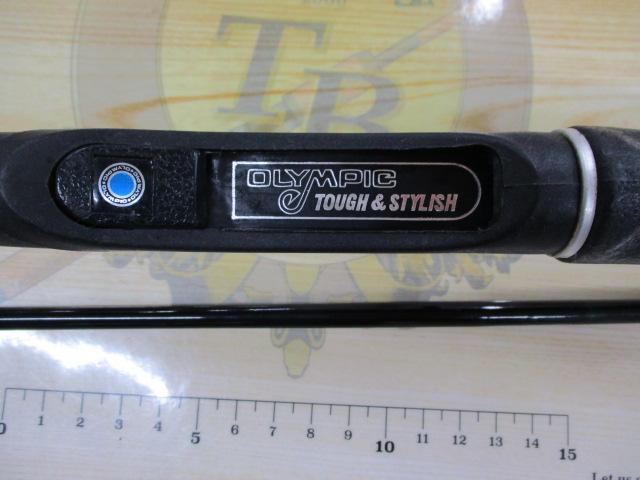 TB
OLYMPIC
TOUGH & STYLISH
0 1 2 3 4 5 6 7 8 9 10 11 12 13 14 15
Let us